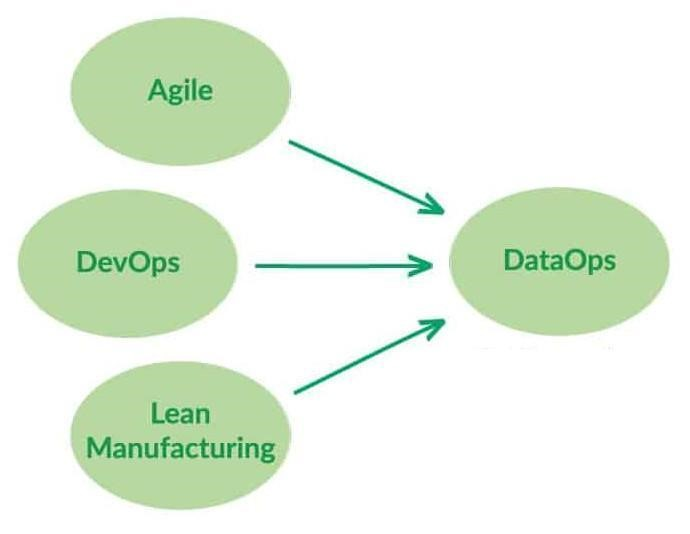 Agile
DevOps
DataOps
Lean
Manufacturing